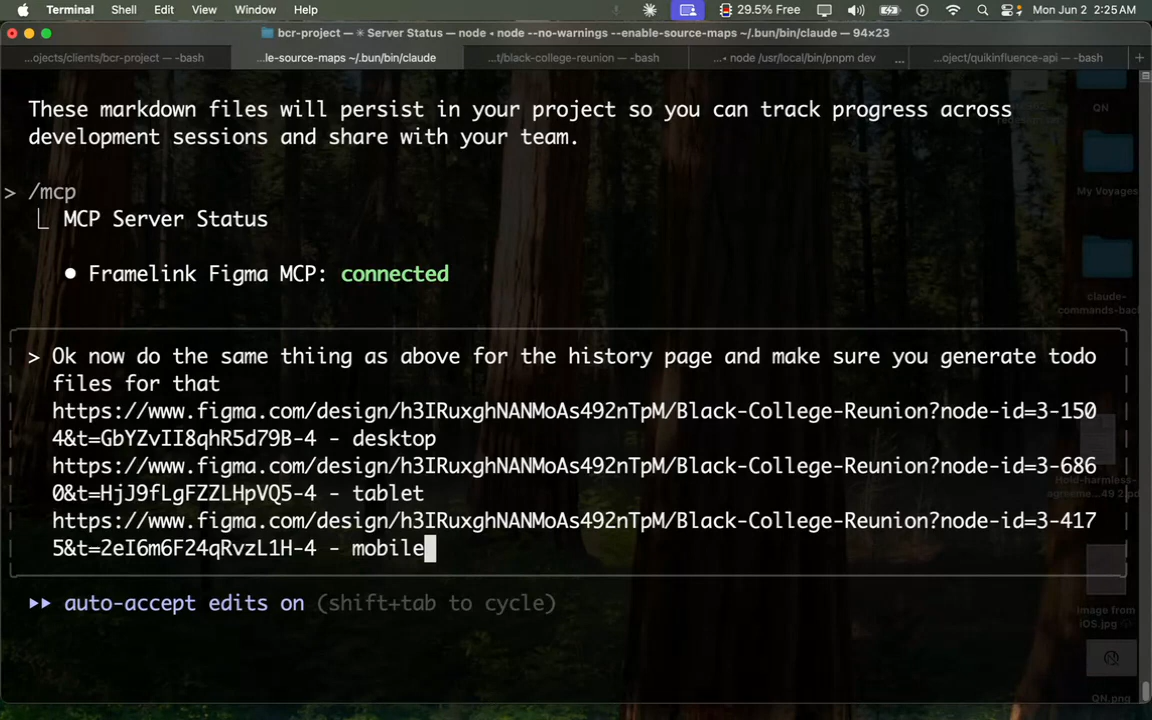 Terminal Shell Edit View Window Help 29.5% Free Mon Jun 2 2:25 AM
bcr-project — ✳ Server Status — node ◂ node --no-warnings --enable-source-maps ~/.bun/bin/claude — 94×23
...ojects/clients/bcr-project — -bash ...le-source-maps ~/.bun/bin/claude ...t/black-college-reunion — -bash ...◂ node /usr/local/bin/pnpm dev ... ...oject/quikinfluence-api — -bash +
These markdown files will persist in your project so you can track progress across
development sessions and share with your team.
> /mcp
⎿ MCP Server Status
● Framelink Figma MCP: connected
> Ok now do the same thiing as above for the history page and make sure you generate todo
files for that
https://www.figma.com/design/h3IRuxghNANMoAs492nTpM/Black-College-Reunion?node-id=3-150
4&t=GbYZvII8qhR5d79B-4 - desktop
https://www.figma.com/design/h3IRuxghNANMoAs492nTpM/Black-College-Reunion?node-id=3-686
0&t=HjJ9fLgFZZLHpVQ5-4 - tablet
https://www.figma.com/design/h3IRuxghNANMoAs492nTpM/Black-College-Reunion?node-id=3-417
5&t=2eI6m6F24qRvzL1H-4 - mobile
▸▸ auto-accept edits on (shift+tab to cycle)
QN
My Voyages
claude-
commands-bac
Hold-harmless-
agreeme...49 2.pd
Image from
iOS.jpg
QN.png